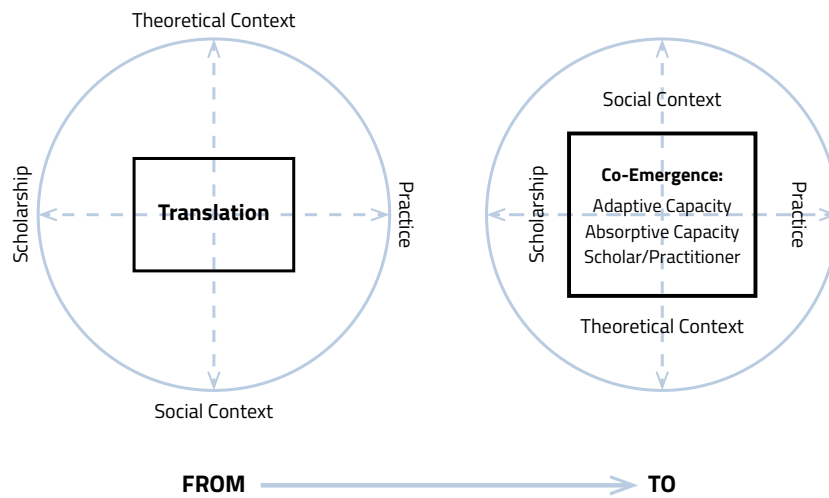 Theoretical Context
Scholarship
Translation
Practice
Social Context
Social Context
Scholarship
Co-Emergence:
Adaptive Capacity
Absorptive Capacity
Scholar/Practitioner
Practice
Theoretical Context
FROM
TO